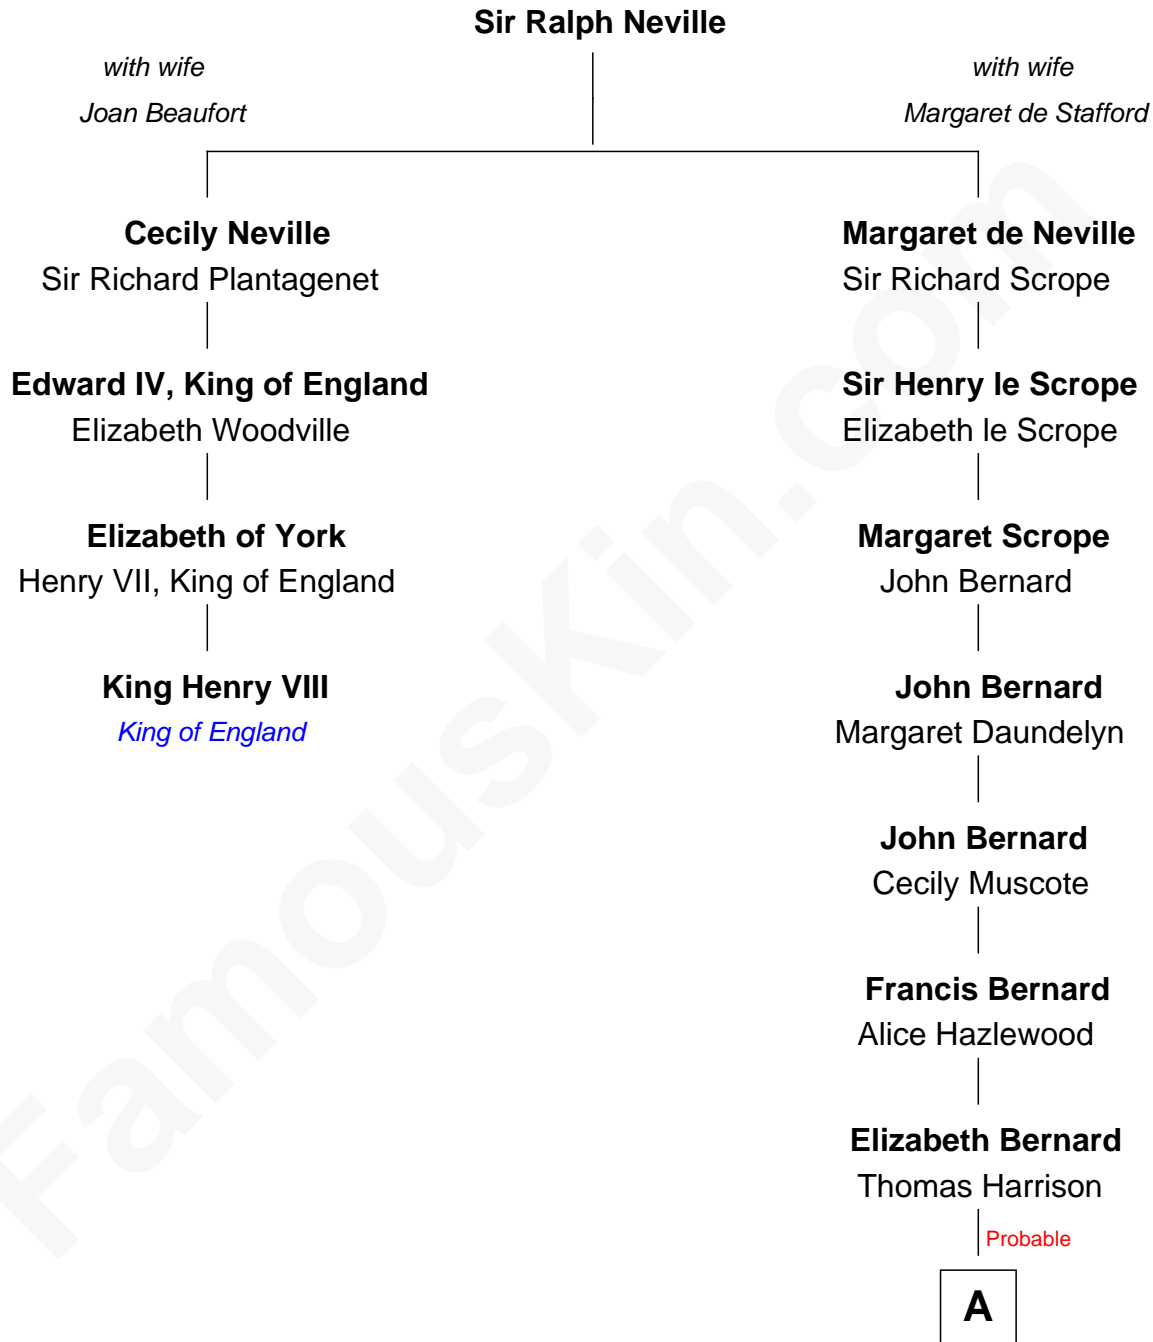 Sir Ralph Neville
with wife
Joan Beaufort
with wife
Margaret de Stafford
Cecily Neville
Sir Richard Plantagenet
Margaret de Neville
Sir Richard Scrope
Edward IV, King of England
Elizabeth Woodville
Sir Henry le Scrope
Elizabeth le Scrope
Elizabeth of York
Henry VII, King of England
Margaret Scrope
John Bernard
King Henry VIII
King of England
John Bernard
Margaret Daundelyn
John Bernard
Cecily Muscote
Francis Bernard
Alice Hazlewood
Elizabeth Bernard
Thomas Harrison
Probable
A
FamousKin.com